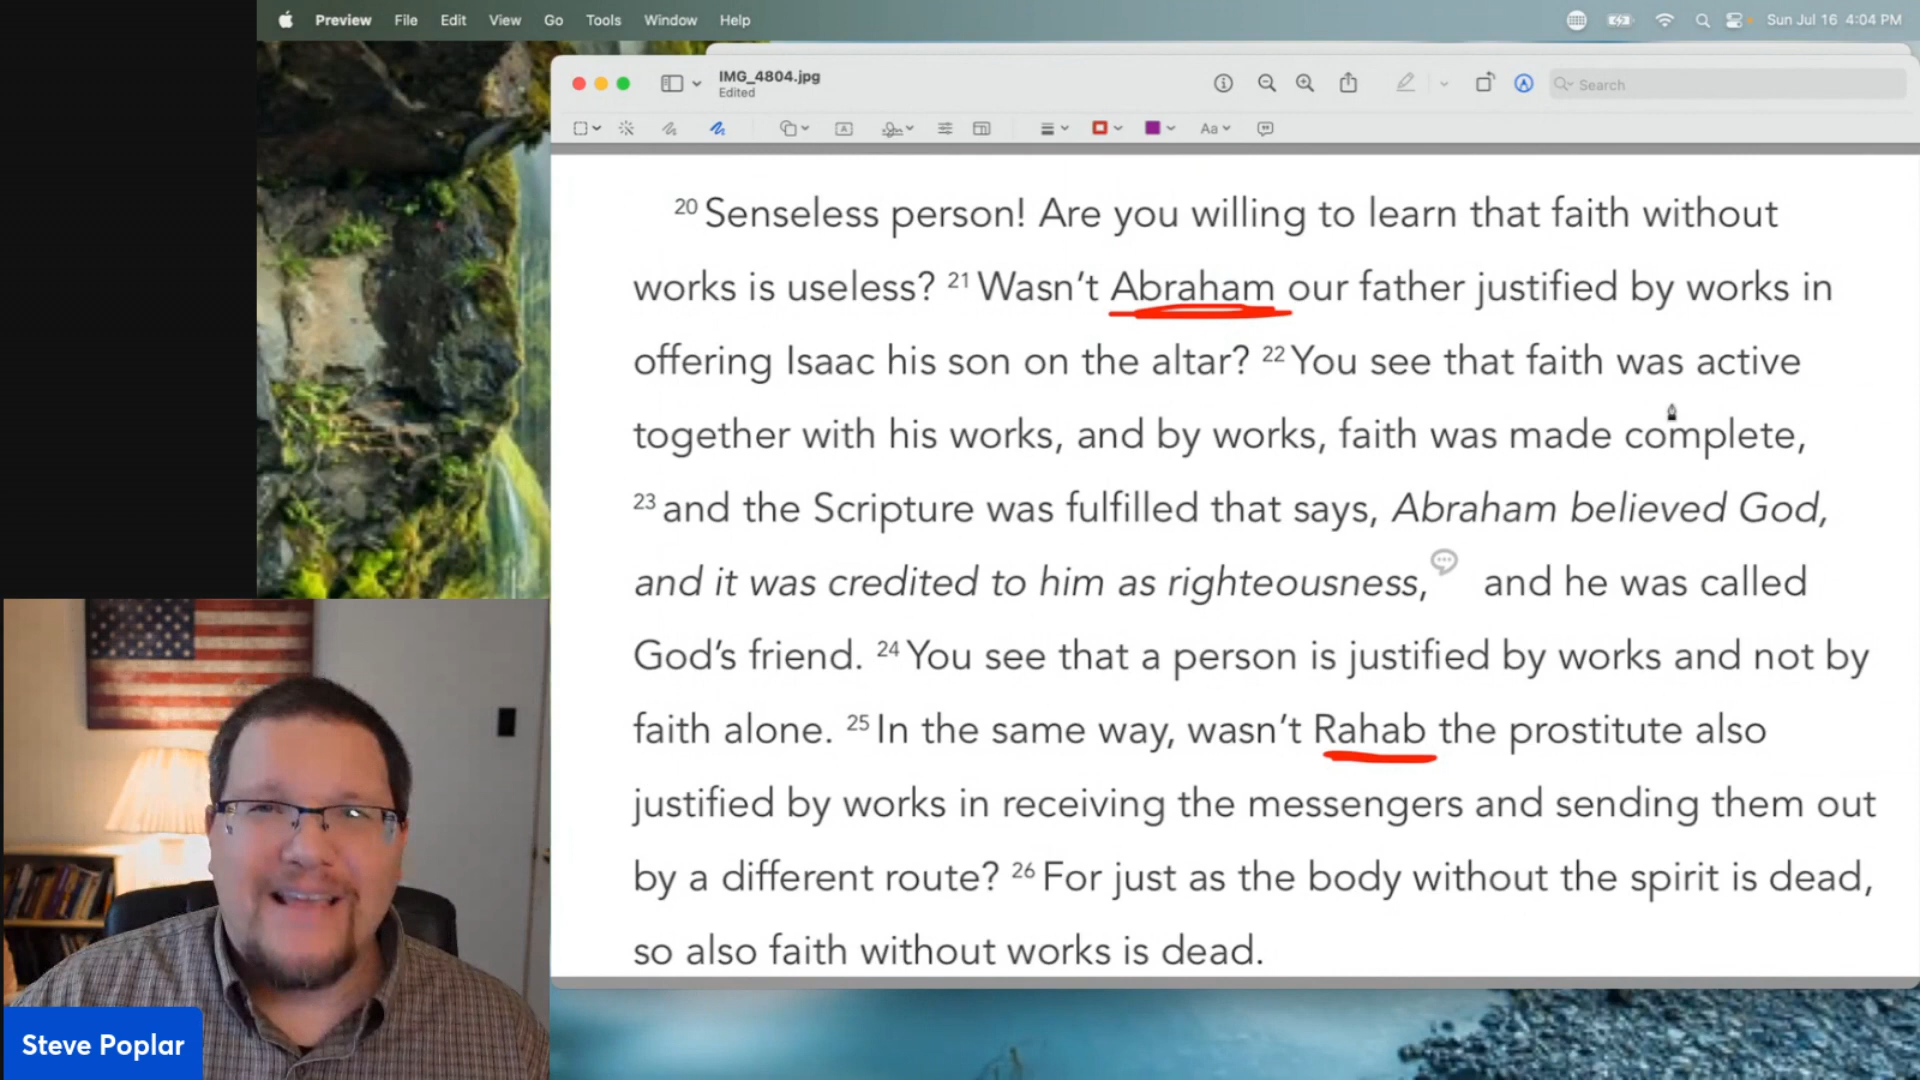 Preview File Edit View Go Tools Window Help Sun Jul 16 4:04 PM
IMG_4804.jpg
Edited
Search
Aa
20 Senseless person! Are you willing to learn that faith without
works is useless? 21 Wasn’t Abraham our father justified by works in
offering Isaac his son on the altar? 22 You see that faith was active
together with his works, and by works, faith was made complete,
23 and the Scripture was fulfilled that says, Abraham believed God,
and it was credited to him as righteousness, and he was called
God’s friend. 24 You see that a person is justified by works and not by
faith alone. 25 In the same way, wasn’t Rahab the prostitute also
justified by works in receiving the messengers and sending them out
by a different route? 26 For just as the body without the spirit is dead,
so also faith without works is dead.
Steve Poplar